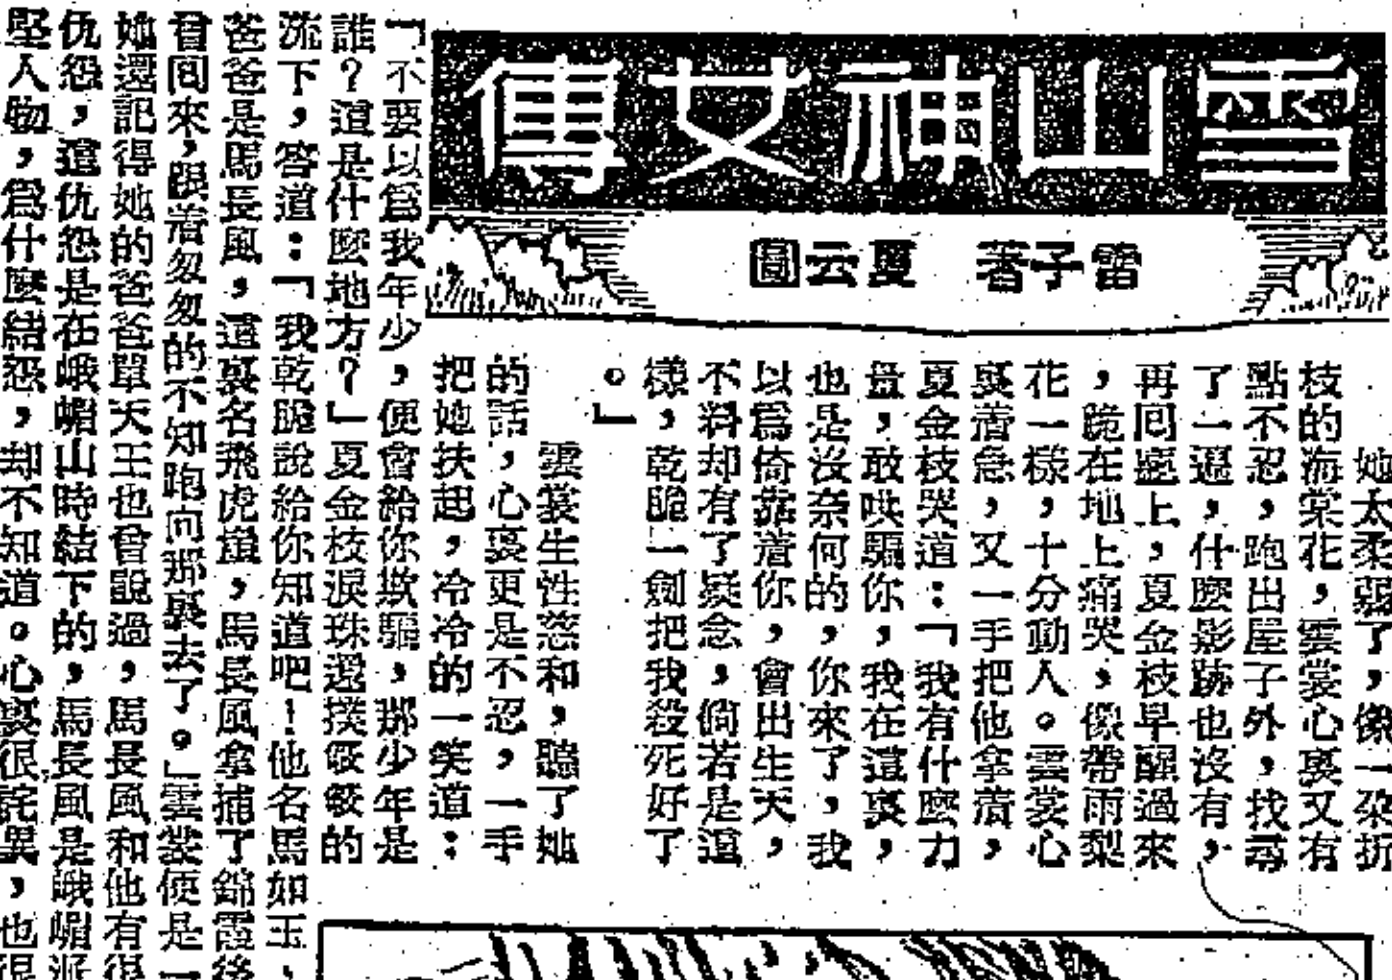 雪山神女傳
雷子著　夏云圖
她太柔弱了，像一朶折
枝的海棠花，雲裳心裏又有
點不忍，跑出屋子外，找尋
了一遍，什麼影跡也沒有，
再囘座上，夏金枝早醒過來
，跪在地上痛哭，像帶雨梨
花一樣，十分動人。雲裳心
裏着急，又一手把他拿着，
夏金枝哭道：「我有什麼力
量，敢哄騙你，我在這裏，
也是沒奈何的，你來了，我
以爲倚靠着你，會出生天，
不料却有了疑念，倘若是這
樣，乾脆一劍把我殺死好了
。」
雲裳生性慈和，聽了她
的話，心裏更是不忍，一手
把她扶起，冷冷的一笑道：
「不要以爲我年少，便會給你欺騙，那少年是
誰？這是什麼地方？」夏金枝淚珠還撲簌簌的
流下，答道：「我乾脆說給你知道吧！他名馬如玉，
爸爸是馬長風，這裏名飛虎崖，馬長風拿捕了錦霞後
囘來，跟着匆匆的不知跑向那裏去了。」雲裳便是一
她還記得她的爸爸單天王也曾說過，馬長風和他有很
仇怨，這仇怨是在峨嵋山時結下的，馬長風是峨嵋派
堅人物，爲什麼結怨，却不知道。心裏很詫異，也很